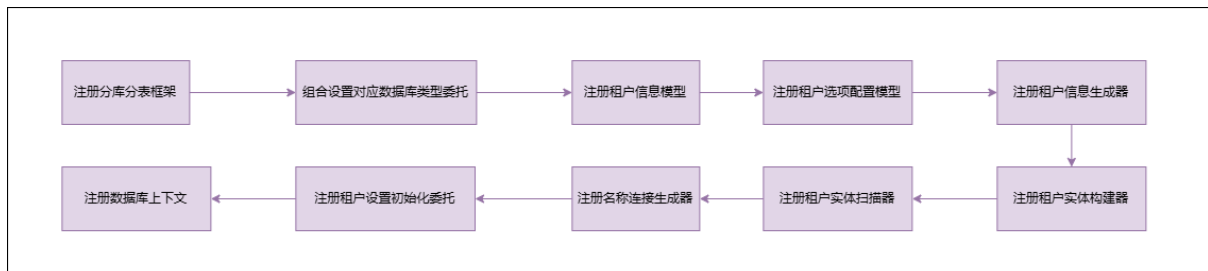 注册分库分表框架
组合设置对应数据库类型委托
注册租户信息模型
注册租户选项配置模型
注册租户信息生成器
注册租户实体构建器
注册租户实体扫描器
注册名称连接生成器
注册租户设置初始化委托
注册数据库上下文